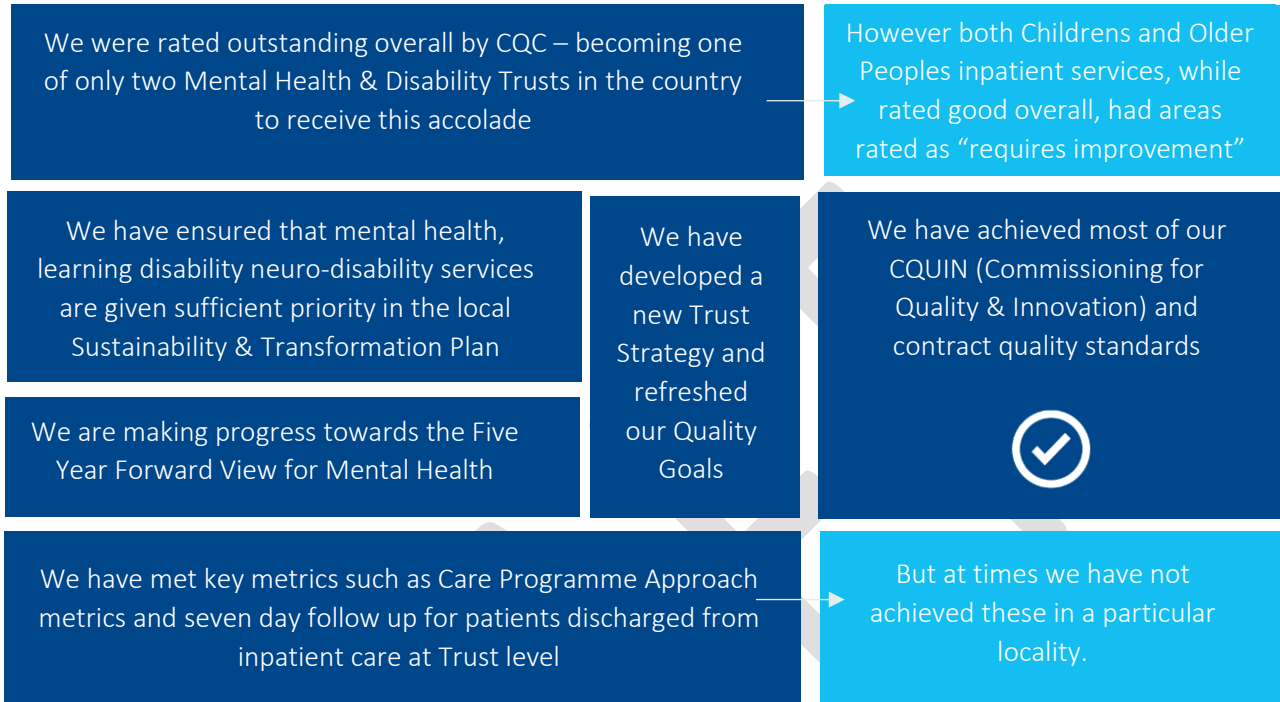 We were rated outstanding overall by CQC – becoming one
of only two Mental Health & Disability Trusts in the country
to receive this accolade
However both Childrens and Older
Peoples inpatient services, while
rated good overall, had areas
rated as “requires improvement”
We have ensured that mental health,
learning disability neuro-disability services
are given sufficient priority in the local
Sustainability & Transformation Plan
We are making progress towards the Five
Year Forward View for Mental Health
We have
developed a
new Trust
Strategy and
refreshed
our Quality
Goals
We have achieved most of our
CQUIN (Commissioning for
Quality & Innovation) and
contract quality standards
We have met key metrics such as Care Programme Approach
metrics and seven day follow up for patients discharged from
inpatient care at Trust level
But at times we have not
achieved these in a particular
locality.